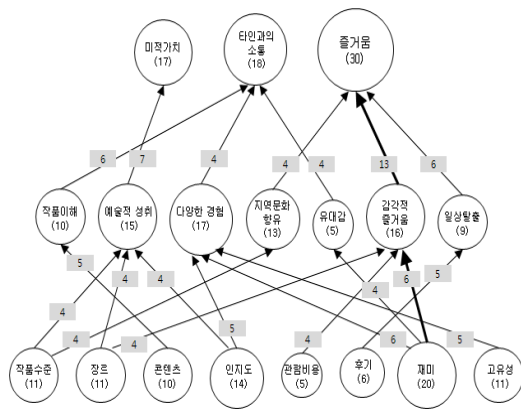 미적가치
(17)
타인과의
소통
(18)
즐거움
(30)
6
7
4
4
4
13
6
작품이해
(10)
예술적 성취
(15)
다양한 경험
(17)
지역문화
향유
(13)
유대감
(5)
감각적
즐거움
(16)
일상탈출
(9)
5
4
4
4
4
5
4
4
6
6
5
5
작품수준
(11)
장르
(11)
콘텐츠
(10)
인지도
(14)
관람비용
(5)
후기
(6)
재미
(20)
고유성
(11)